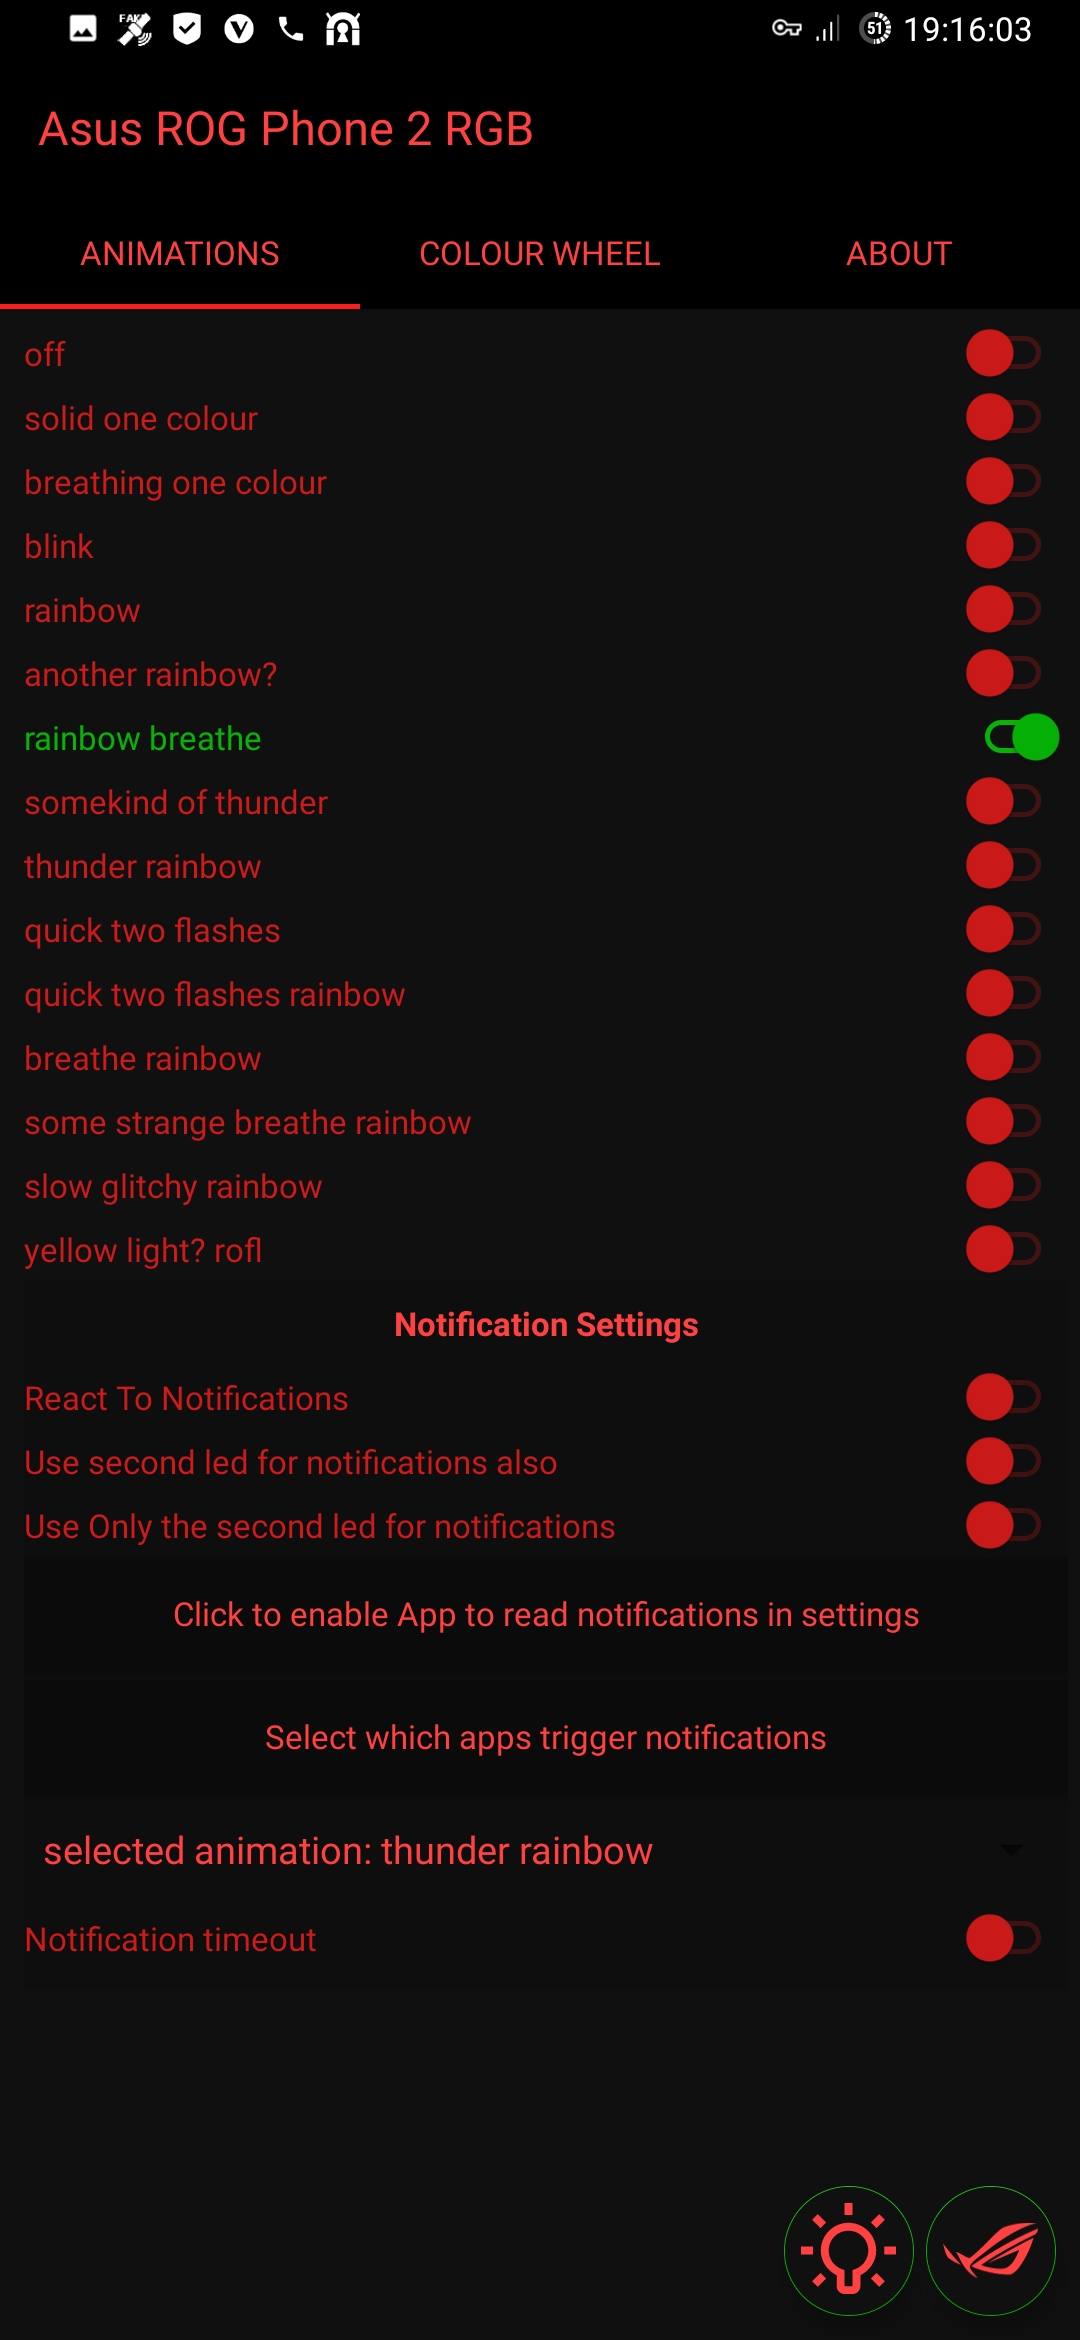 FAKE
51
19:16:03
Asus ROG Phone 2 RGB
ANIMATIONS
COLOUR WHEEL
ABOUT
off
solid one colour
breathing one colour
blink
rainbow
another rainbow?
rainbow breathe
somekind of thunder
thunder rainbow
quick two flashes
quick two flashes rainbow
breathe rainbow
some strange breathe rainbow
slow glitchy rainbow
yellow light? rofl
Notification Settings
React To Notifications
Use second led for notifications also
Use Only the second led for notifications
Click to enable App to read notifications in settings
Select which apps trigger notifications
selected animation: thunder rainbow
Notification timeout